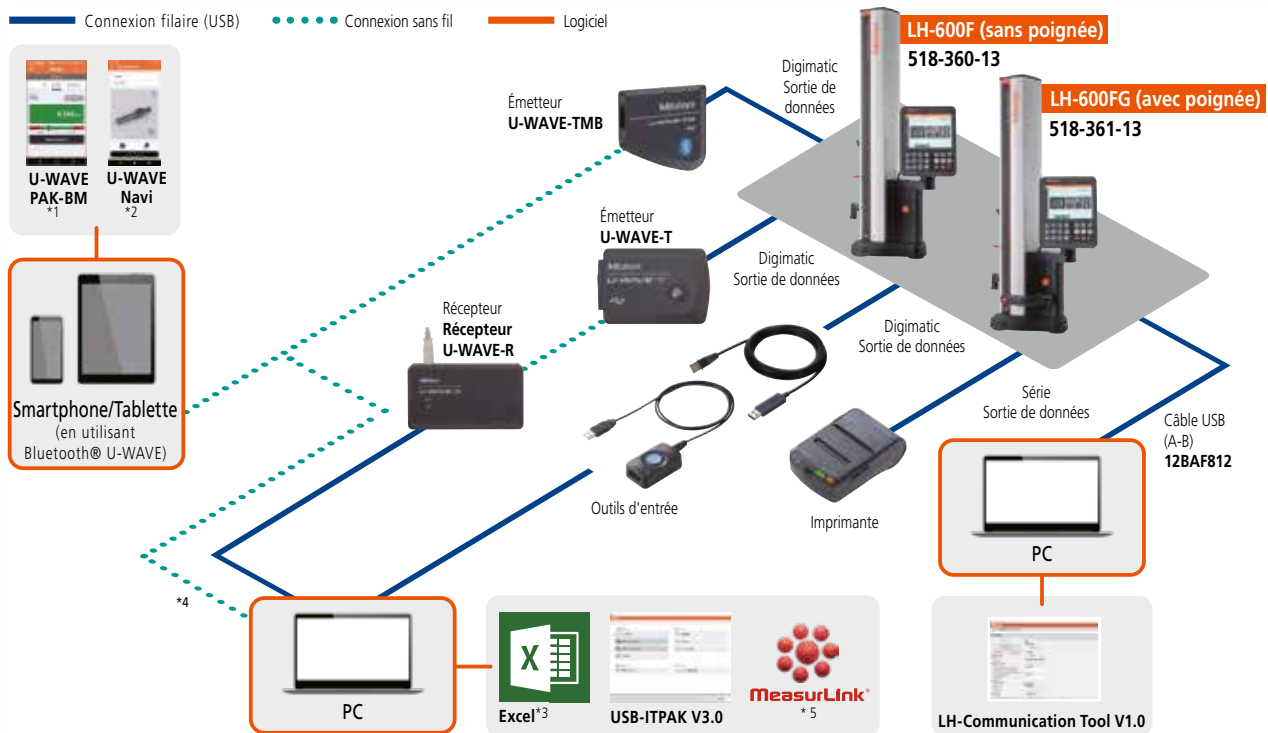 Connexion filaire (USB)
Connexion sans fil
Logiciel
LH-600F (sans poignée)
518-360-13
LH-600FG (avec poignée)
518-361-13
Digimatic
Sortie de
données
Émetteur
U-WAVE-TMB
Mitutoyo
U-WAVE
PAK-BM
*1
U-WAVE
Navi
*2
Émetteur
U-WAVE-T
Mitutoyo
Digimatic
Sortie de données
Récepteur
Récepteur
U-WAVE-R
Digimatic
Sortie de données
Smartphone/Tablette
(en utilisant
Bluetooth® U-WAVE)
Série
Sortie de données
Câble USB
(A-B)
12BAF812
Outils d'entrée
Imprimante
PC
*4
PC
X
Excel*3
USB-ITPAK V3.0
MeasurLink®
* 5
LH-Communication Tool V1.0